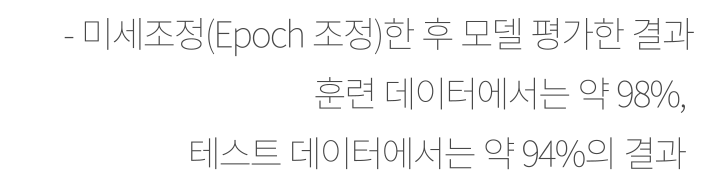 - 미세조정(Epoch 조정)한 후 모델 평가한 결과
훈련 데이터에서는 약 98%,
테스트 데이터에서는 약 94%의 결과